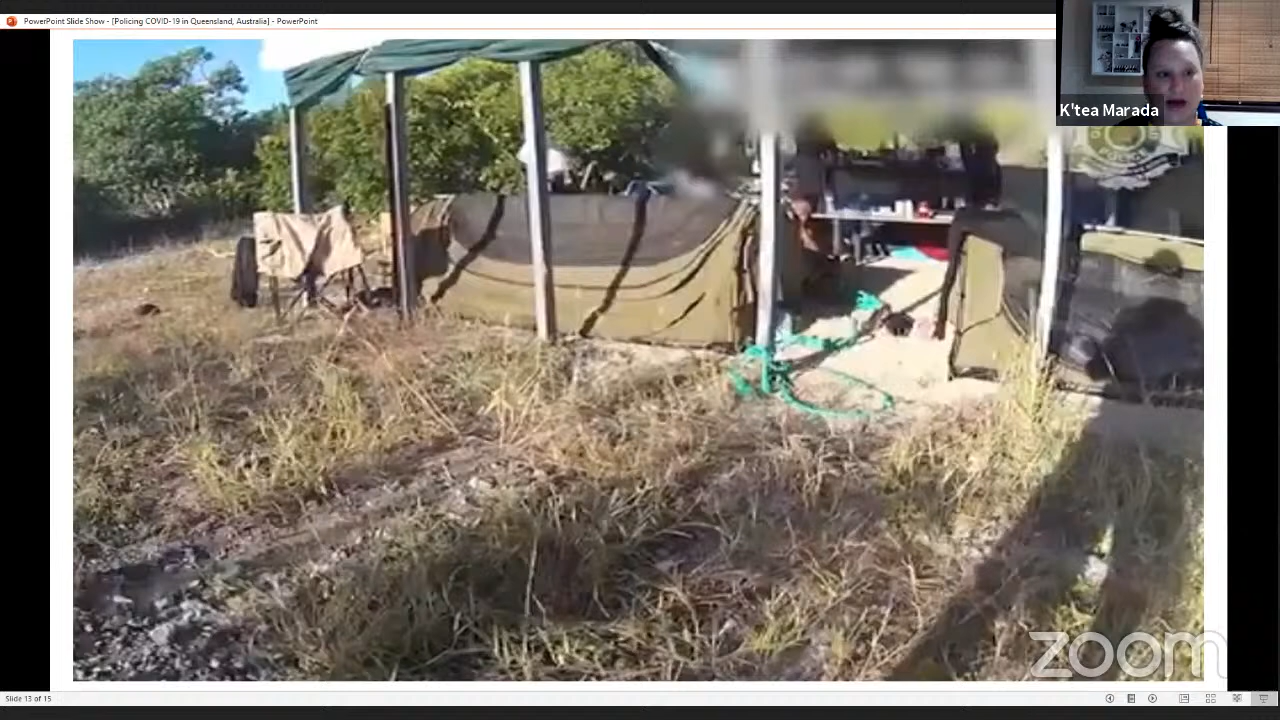 PowerPoint Slide Show - [Policing COVID-19 in Queensland, Australia] - PowerPoint
K'tea Marada
zoom
Slide 13 of 15